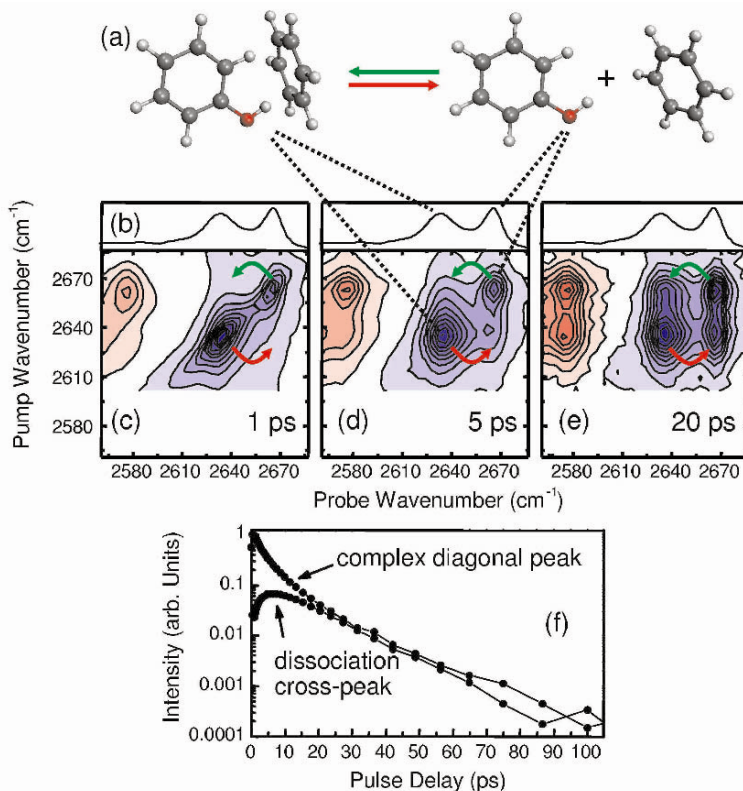 (a)
+
Pump Wavenumber (cm-1)
(b)
2670
2640
2610
2580
(c)
1 ps
(d)
5 ps
(e)
20 ps
2580 2610 2640 2670
2580 2610 2640 2670
2580 2610 2640 2670
Probe Wavenumber (cm-1)
Intensity (arb. Units)
1
0.1
0.01
0.001
0.0001
complex diagonal peak
dissociation
cross-peak
(f)
0 10 20 30 40 50 60 70 80 90 100
Pulse Delay (ps)